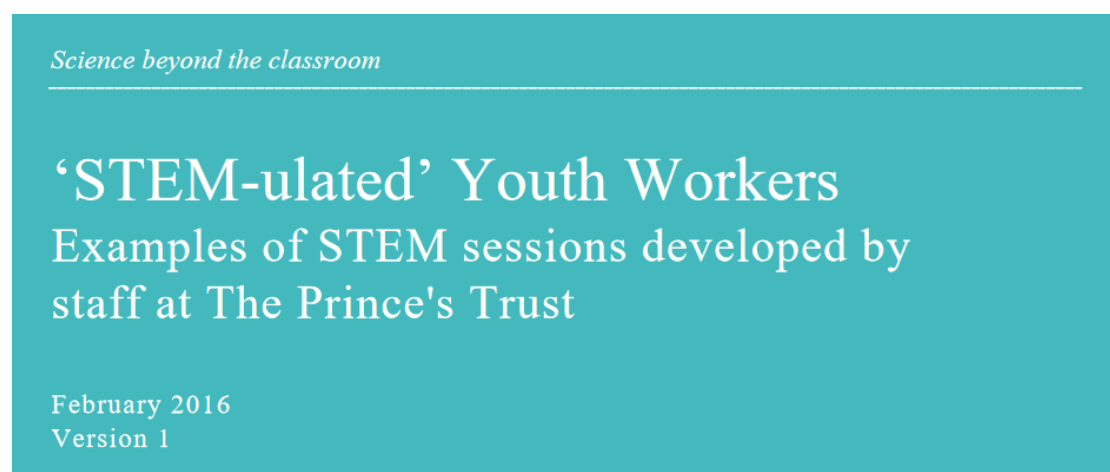 Science beyond the classroom
‘STEM-ulated’ Youth Workers
Examples of STEM sessions developed by
staff at The Prince's Trust
February 2016
Version 1